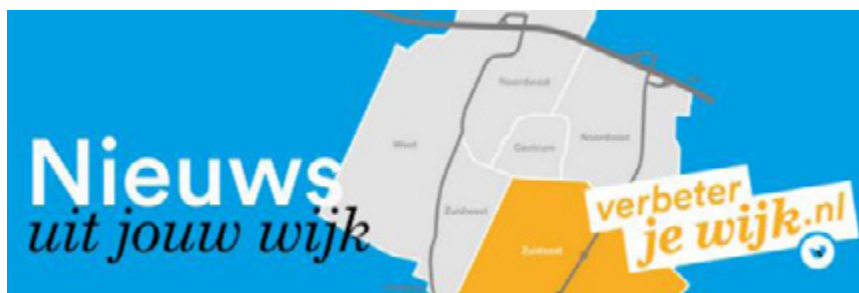 Nieuws
uit jouw wijk
Noordwest
West
Centrum
Noordoost
Zuidwest
Zuidoost
verbeter
je wijk.nl